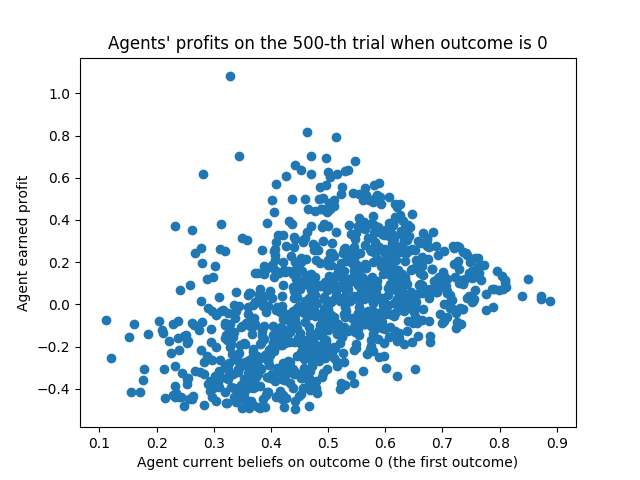 Agents' profits on the 500-th trial when outcome is 0
Agent earned profit
1.0
0.8
0.6
0.4
0.2
0.0
−0.2
−0.4
0.1 0.2 0.3 0.4 0.5 0.6 0.7 0.8 0.9
Agent current beliefs on outcome 0 (the first outcome)